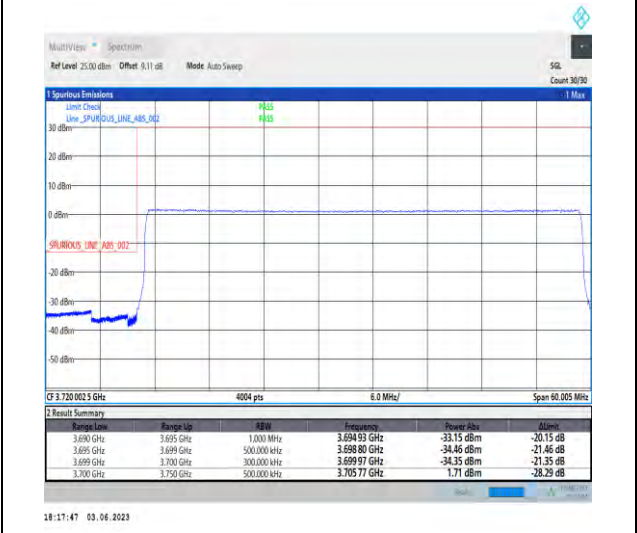 MultiView Spectrum
Ref Level 25.00 dBm Offset 9.11 dB Mode Auto Sweep SGL
Count 30/30
1 Spurious Emissions 1 Max
Limit Check PASS
Line _SPURIOUS_LINE_ABS_002 PASS
30 dBm
20 dBm
10 dBm
0 dBm
_SPURIOUS_LINE_ABS_002
-20 dBm
-30 dBm
-40 dBm
-50 dBm
CF 3.720 002 5 GHz 4004 pts 6.0 MHz/ Span 60.005 MHz
2 Result Summary
Range Low Range Up RBW Frequency Power Abs ΔLimit
3.690 GHz 3.695 GHz 1.000 MHz 3.694 93 GHz -33.15 dBm -20.15 dB
3.695 GHz 3.699 GHz 500.000 kHz 3.698 80 GHz -34.46 dBm -21.46 dB
3.699 GHz 3.700 GHz 300.000 kHz 3.699 97 GHz -34.35 dBm -21.35 dB
3.700 GHz 3.750 GHz 500.000 kHz 3.705 77 GHz 1.71 dBm -28.29 dB
18:17:47 03.06.2023